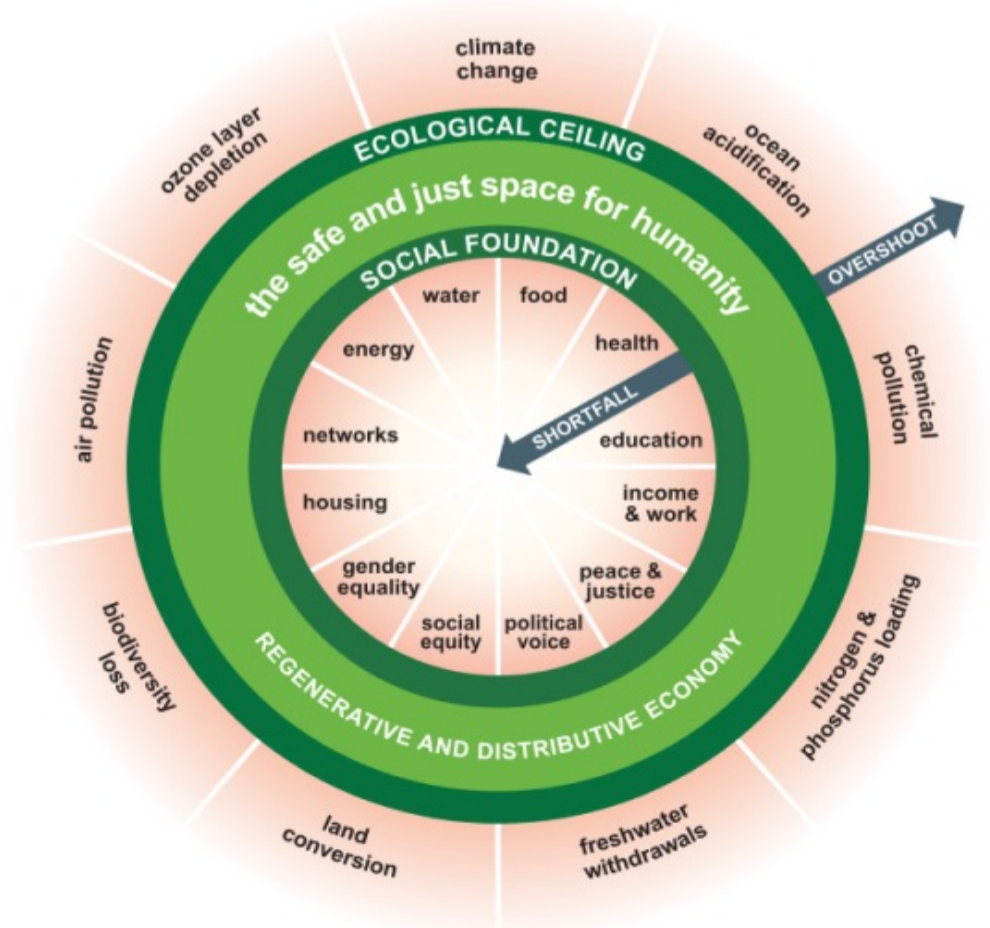 climate
change
ozone layer
depletion
ocean
acidification
ECOLOGICAL CEILING
the safe and just space for humanity
OVERSHOOT
SOCIAL FOUNDATION
water
food
energy
health
air pollution
chemical
pollution
SHORTFALL
networks
education
housing
income
& work
gender
equality
peace &
justice
social
equity
political
voice
biodiversity
loss
nitrogen &
phosphorus loading
REGENERATIVE AND DISTRIBUTIVE ECONOMY
land
conversion
freshwater
withdrawals